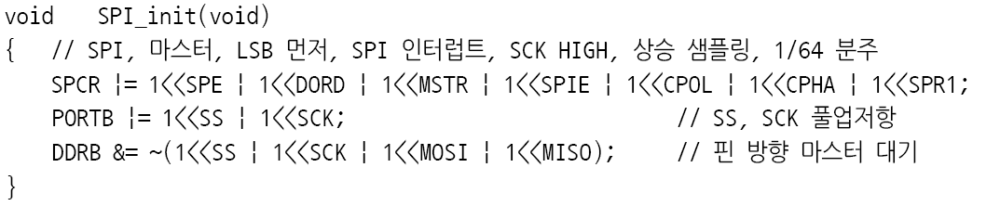 void    SPI_init(void)
{   // SPI, 마스터, LSB 먼저, SPI 인터럽트, SCK HIGH, 상승 샘플링, 1/64 분주
    SPCR |= 1<<SPE | 1<<DORD | 1<<MSTR | 1<<SPIE | 1<<CPOL | 1<<CPHA | 1<<SPR1;
    PORTB |= 1<<SS | 1<<SCK;                          // SS, SCK 풀업저항
    DDRB &= ~(1<<SS | 1<<SCK | 1<<MOSI | 1<<MISO);     // 핀 방향 마스터 대기
}